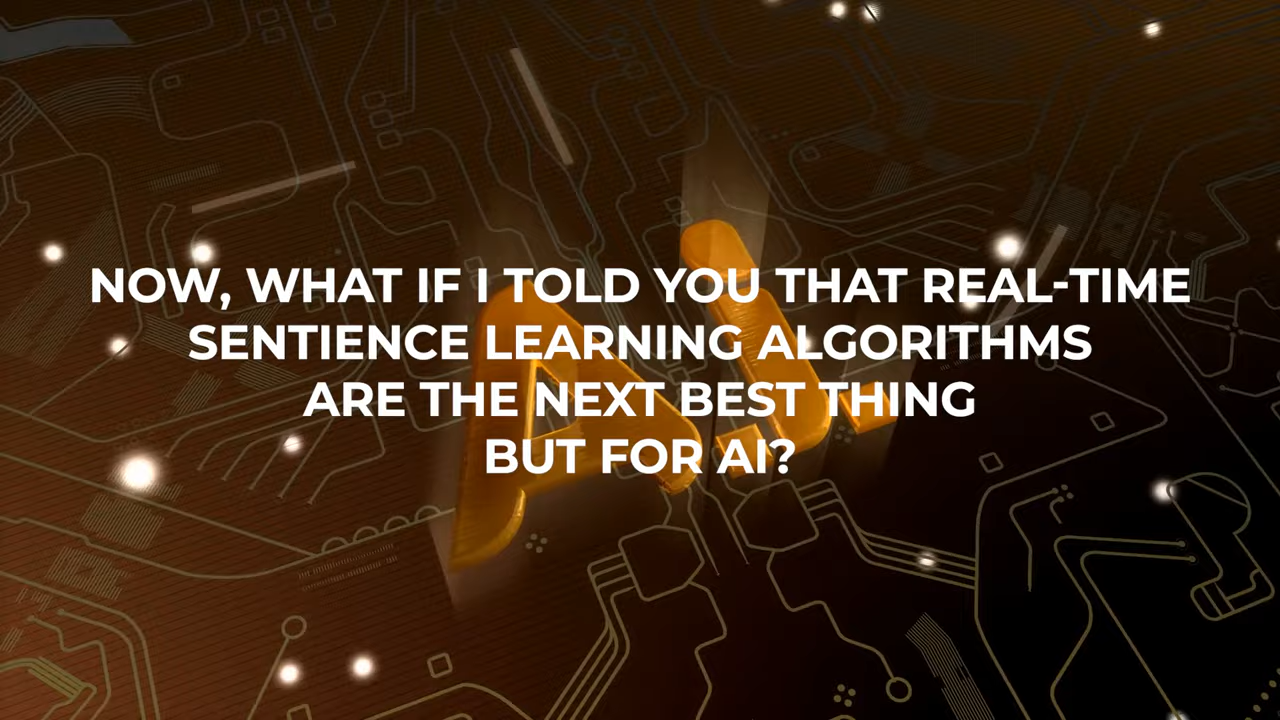 NOW, WHAT IF I TOLD YOU THAT REAL-TIME
SENTIENCE LEARNING ALGORITHMS
ARE THE NEXT BEST THING
BUT FOR AI?
A.I.